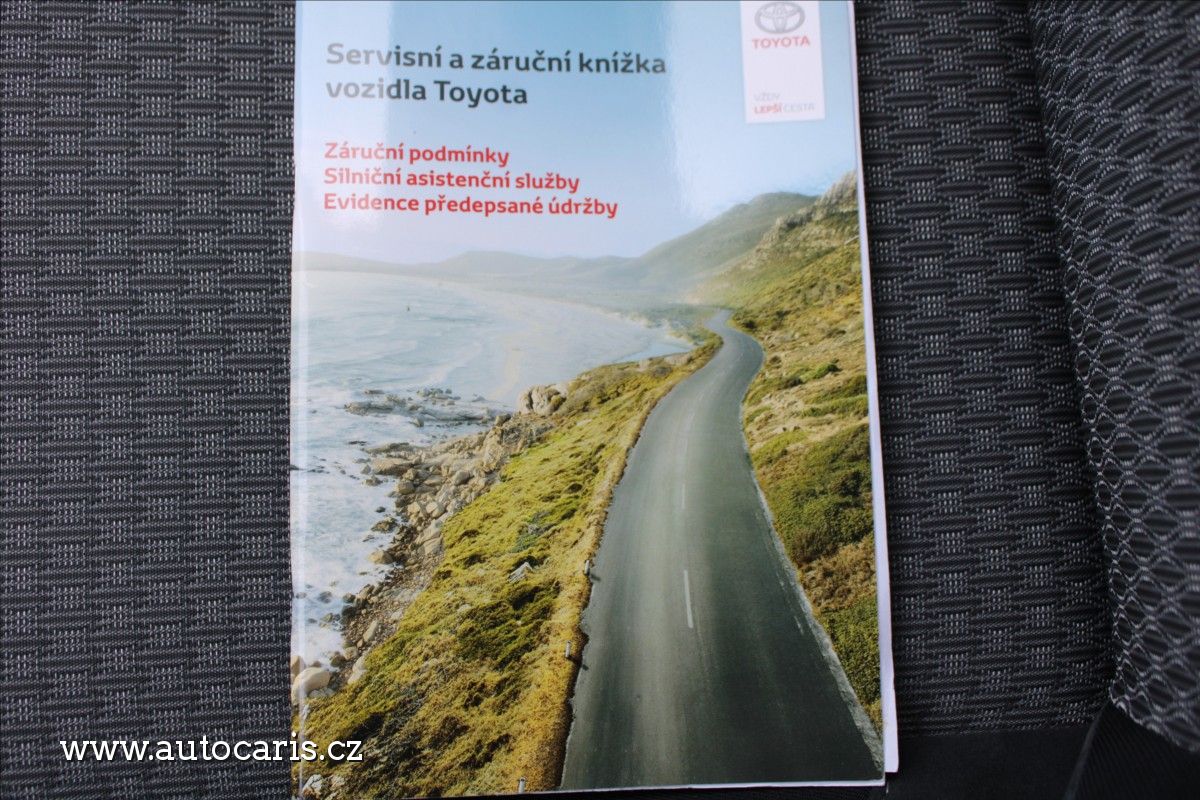 TOYOTA
VŽDY
LEPŠÍ CESTA
Servisní a záruční knížka
vozidla Toyota
Záruční podmínky
Silniční asistenční služby
Evidence předepsané údržby
www.autocaris.cz